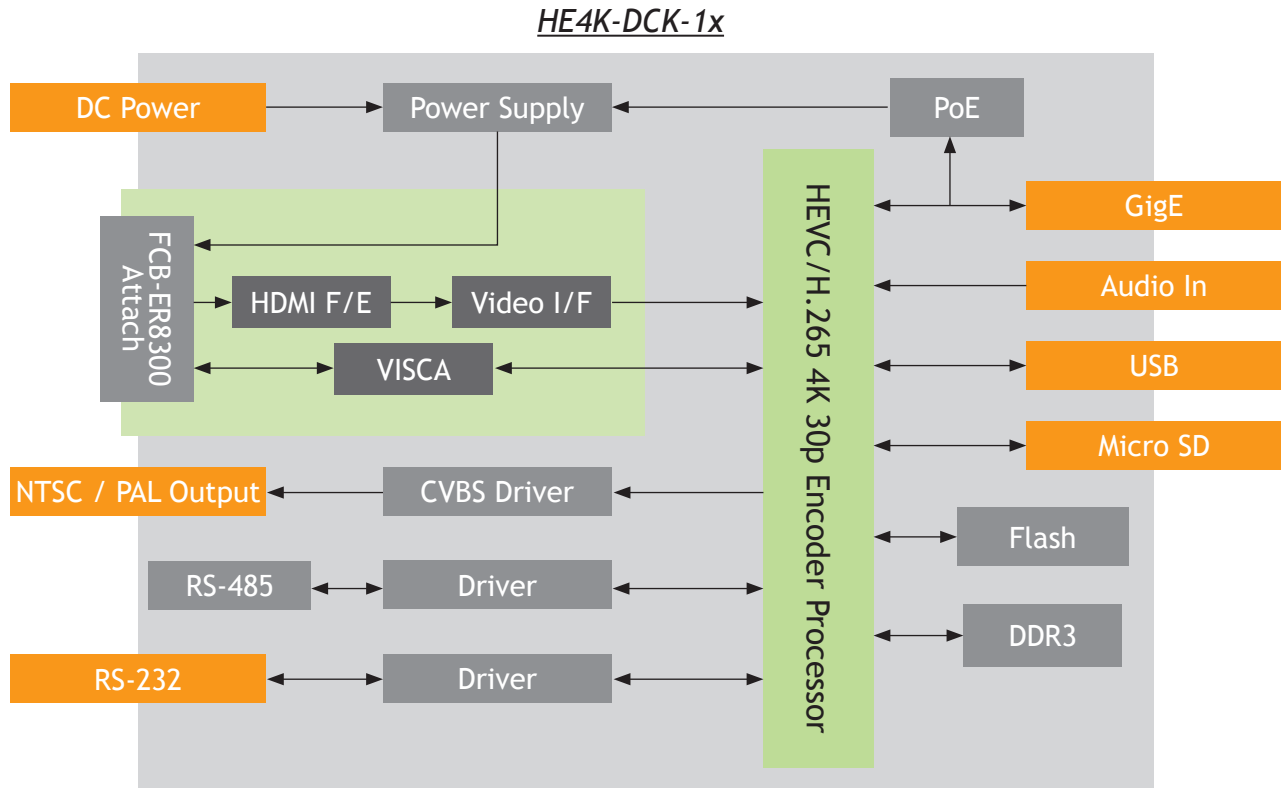 HE4K-DCK-1x
DC Power
Power Supply
PoE
GigE
FCB-ER8300
Attach
HDMI F/E
Video I/F
VISCA
HEVC/H.265 4K 30p Encoder Processor
Audio In
USB
Micro SD
NTSC / PAL Output
CVBS Driver
Flash
RS-485
Driver
DDR3
RS-232
Driver